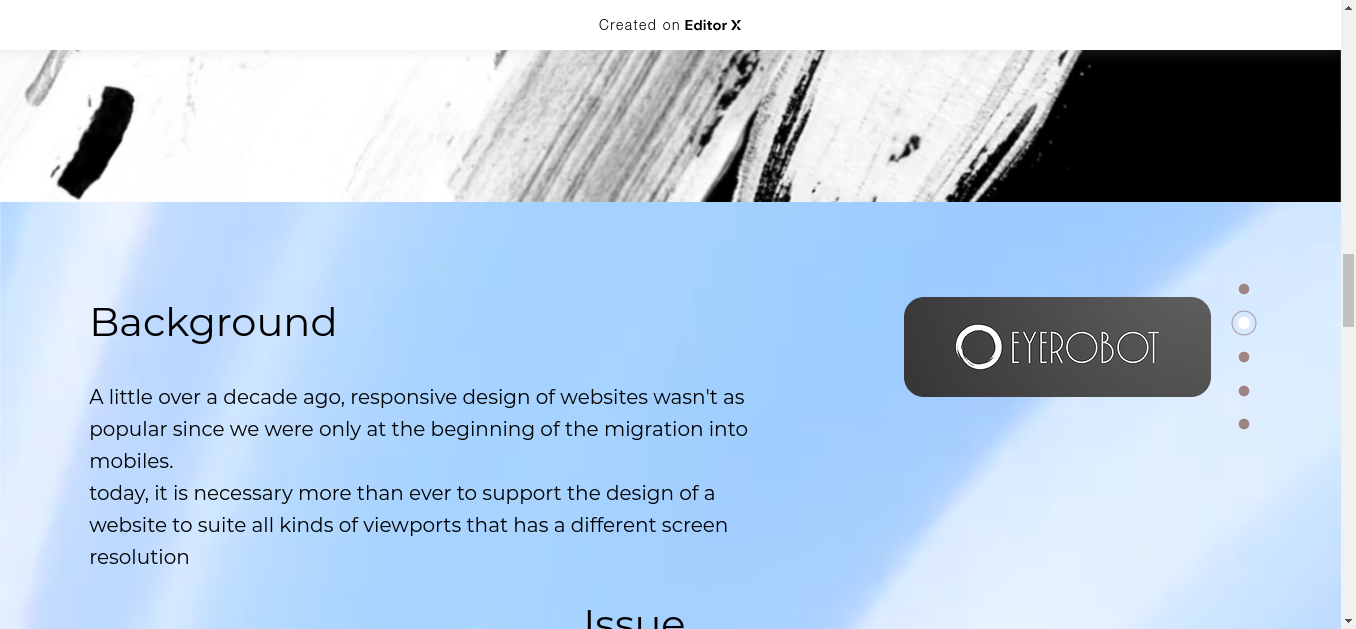 Created on Editor X
Background
EYEROBOT
A little over a decade ago, responsive design of websites wasn't as
popular since we were only at the beginning of the migration into
mobiles.
today, it is necessary more than ever to support the design of a
website to suite all kinds of viewports that has a different screen
resolution
Issue